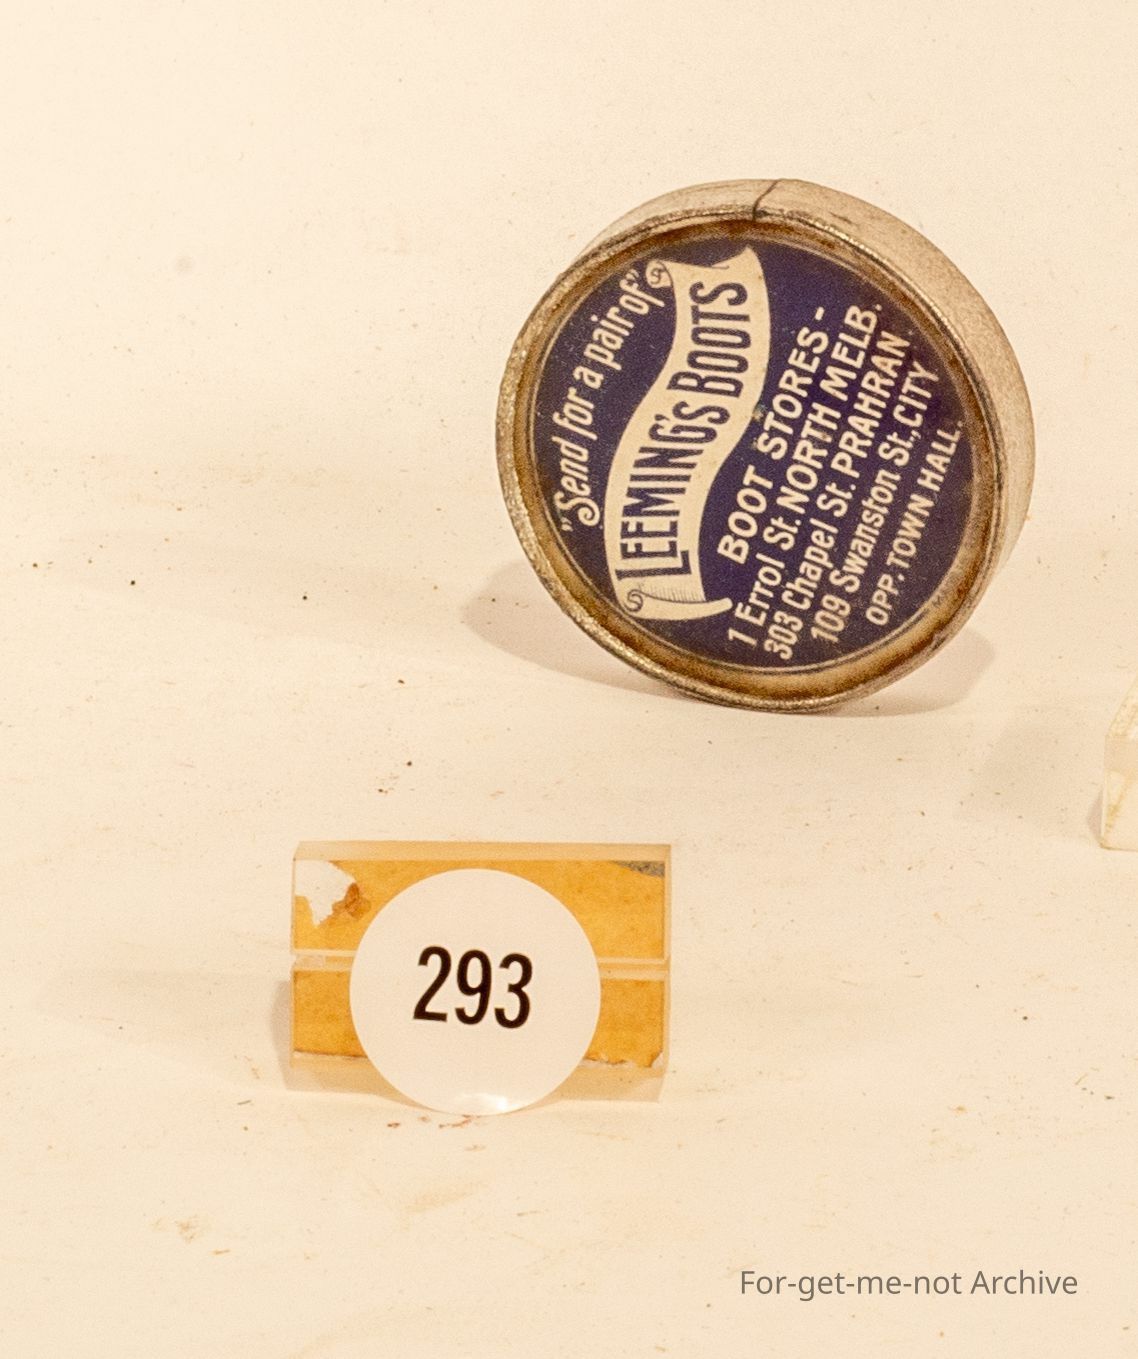 "Send for a pair of"
LEEMING'S BOOTS
BOOT STORES-
1 Errol St. NORTH MELB.
303 Chapel St. PRAHRAN
109 Swanston St., CITY
OPP. TOWN HALL.
293
For-get-me-not Archive